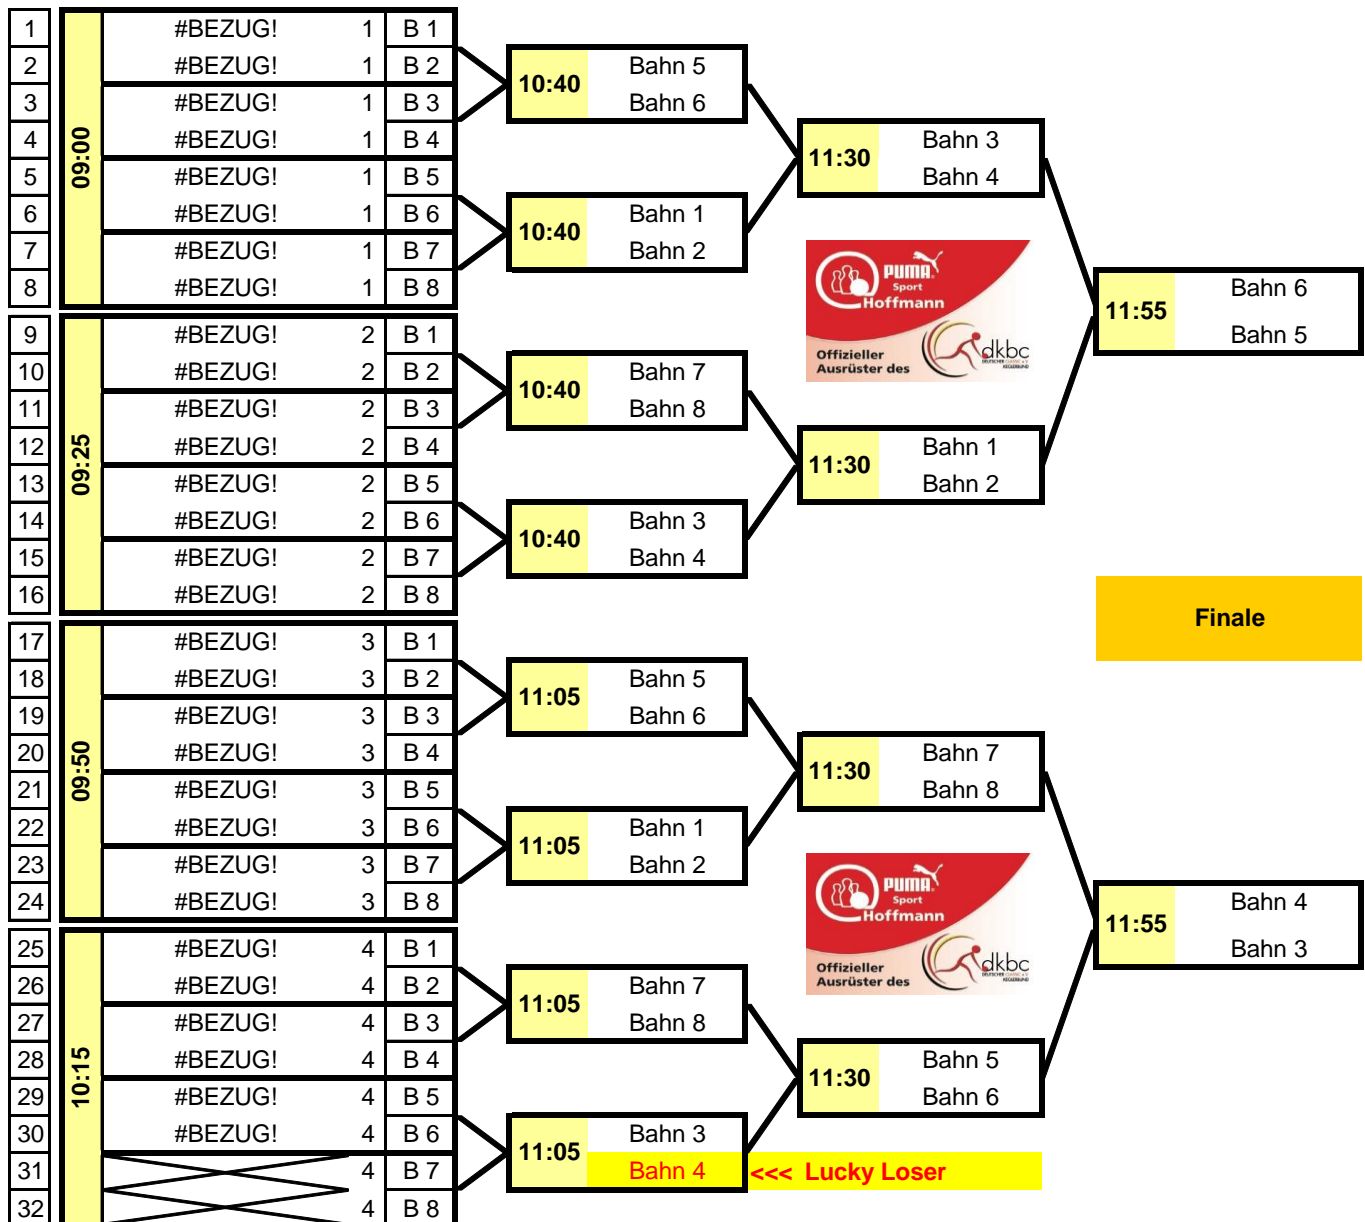 1 #BEZUG! 1 B 1
2 #BEZUG! 1 B 2
3 #BEZUG! 1 B 3
4 #BEZUG! 1 B 4
5 #BEZUG! 1 B 5
6 #BEZUG! 1 B 6
7 #BEZUG! 1 B 7
8 #BEZUG! 1 B 8
09:00
9 #BEZUG! 2 B 1
10 #BEZUG! 2 B 2
11 #BEZUG! 2 B 3
12 #BEZUG! 2 B 4
13 #BEZUG! 2 B 5
14 #BEZUG! 2 B 6
15 #BEZUG! 2 B 7
16 #BEZUG! 2 B 8
09:25
17 #BEZUG! 3 B 1
18 #BEZUG! 3 B 2
19 #BEZUG! 3 B 3
20 #BEZUG! 3 B 4
21 #BEZUG! 3 B 5
22 #BEZUG! 3 B 6
23 #BEZUG! 3 B 7
24 #BEZUG! 3 B 8
09:50
25 #BEZUG! 4 B 1
26 #BEZUG! 4 B 2
27 #BEZUG! 4 B 3
28 #BEZUG! 4 B 4
29 #BEZUG! 4 B 5
30 #BEZUG! 4 B 6
31 4 B 7
32 4 B 8
10:15
10:40
Bahn 5
Bahn 6
10:40
Bahn 1
Bahn 2
10:40
Bahn 7
Bahn 8
10:40
Bahn 3
Bahn 4
11:05
Bahn 5
Bahn 6
11:05
Bahn 1
Bahn 2
11:05
Bahn 7
Bahn 8
11:05
Bahn 3
Bahn 4 <<< Lucky Loser
11:30
Bahn 3
Bahn 4
PUMA
Sport
Hoffmann
Offizieller
Ausrüster des
dkbc
11:30
Bahn 1
Bahn 2
11:30
Bahn 7
Bahn 8
PUMA
Sport
Hoffmann
Offizieller
Ausrüster des
dkbc
11:30
Bahn 5
Bahn 6
11:55
Bahn 6
Bahn 5
Finale
11:55
Bahn 4
Bahn 3